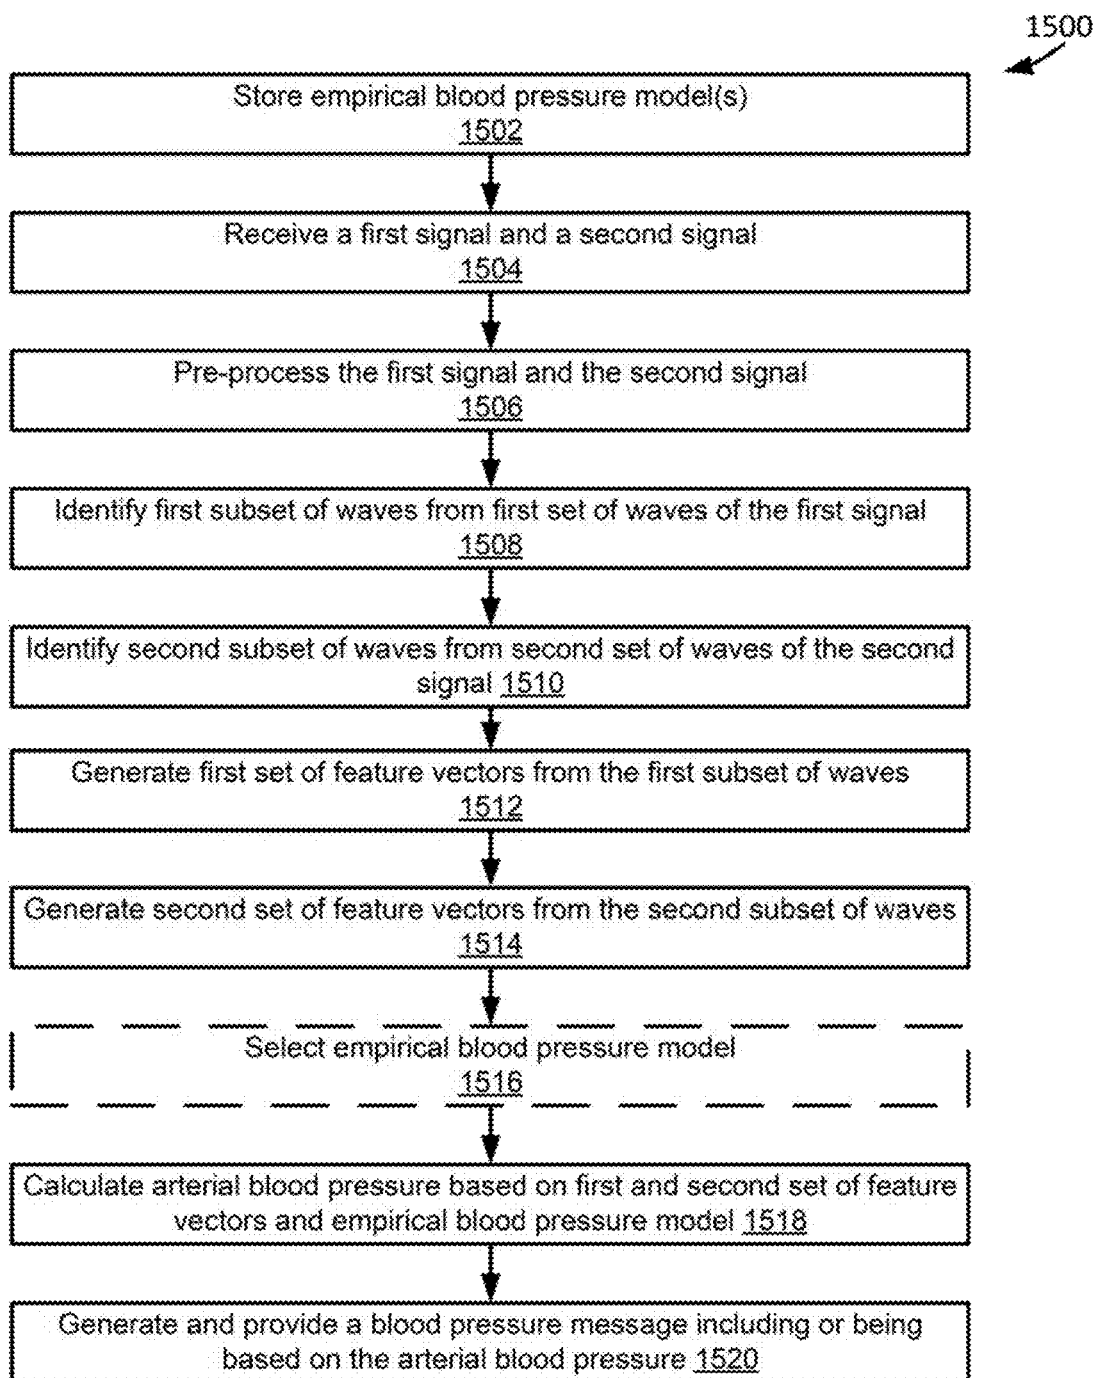 1500
Store empirical blood pressure model(s)
1502
Receive a first signal and a second signal
1504
Pre-process the first signal and the second signal
1506
Identify first subset of waves from first set of waves of the first signal
1508
Identify second subset of waves from second set of waves of the second
signal 1510
Generate first set of feature vectors from the first subset of waves
1512
Generate second set of feature vectors from the second subset of waves
1514
Select empirical blood pressure model
1516
Calculate arterial blood pressure based on first and second set of feature
vectors and empirical blood pressure model 1518
Generate and provide a blood pressure message including or being
based on the arterial blood pressure 1520